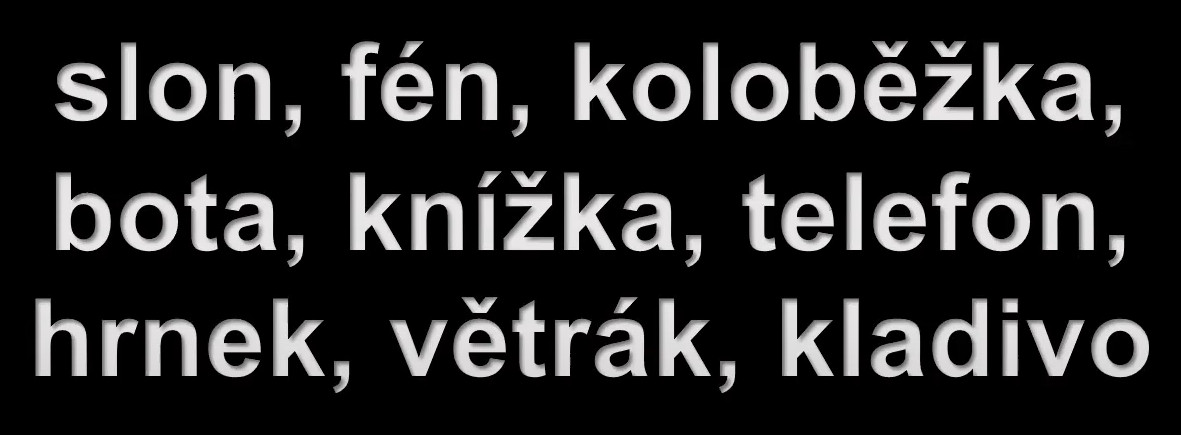 slon, fén, koloběžka,
bota, knížka, telefon,
hrnek, větrák, kladivo